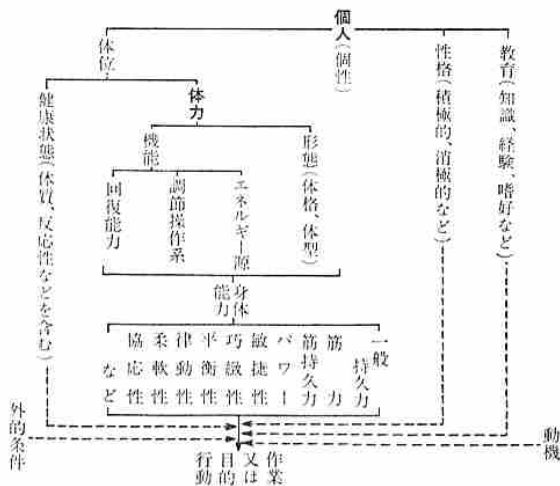 個人(個性)
教育(知識、経験、嗜好など)
性格(積極的、消極的など)
体位
体力
健康状態(体質、反応性などを含む)
形態(体格、体型)
機能
エネルギー源
調節操作系
回復能力
身体
能力
一般
持久力
筋力
筋持久力
パワー
敏捷性
巧緻性
平衡性
律動性
柔軟性
協応性
など
動機
外的条件
作業
又は
目的
行動